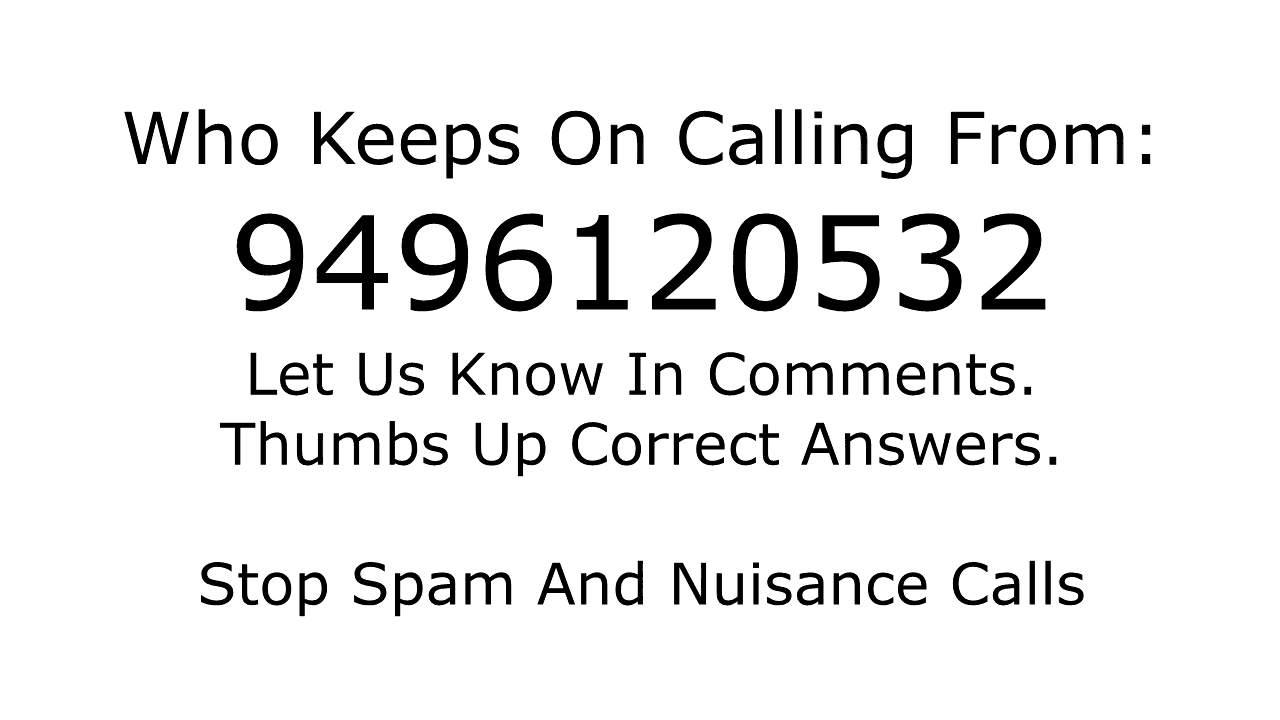 Who Keeps On Calling From:
9496120532
Let Us Know In Comments.
Thumbs Up Correct Answers.
Stop Spam And Nuisance Calls